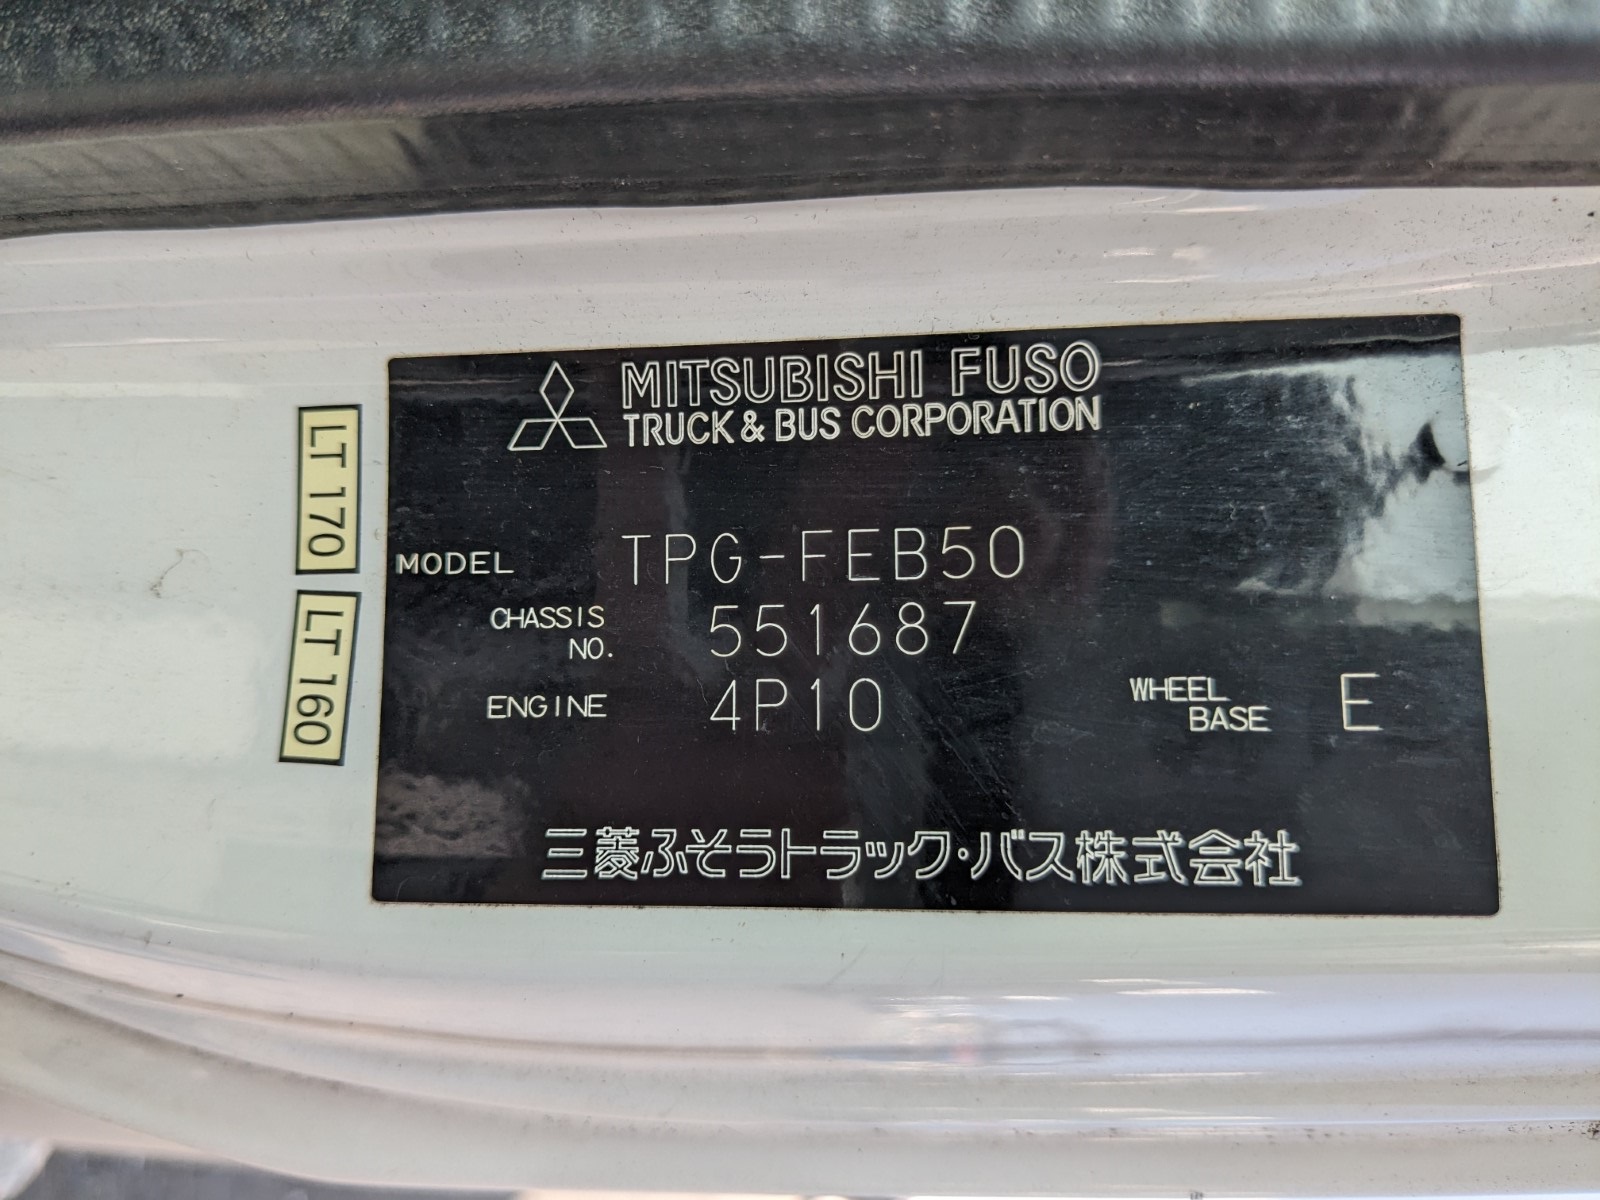 MITSUBISHI FUSO
TRUCK & BUS CORPORATION
LT 170
LT 160
MODEL TPG-FEB50
CHASSIS NO. 551687
ENGINE 4P10
WHEEL BASE E
三菱ふそうトラック・バス株式会社